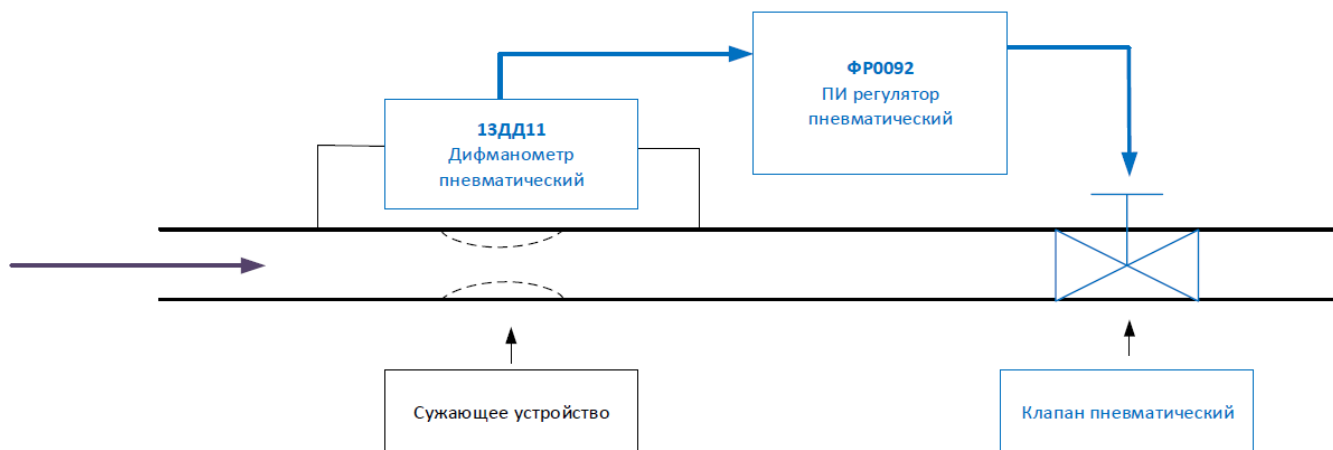 ФР0092
ПИ регулятор
пневматический
13ДД11
Дифманометр
пневматический
Сужающее устройство
Клапан пневматический